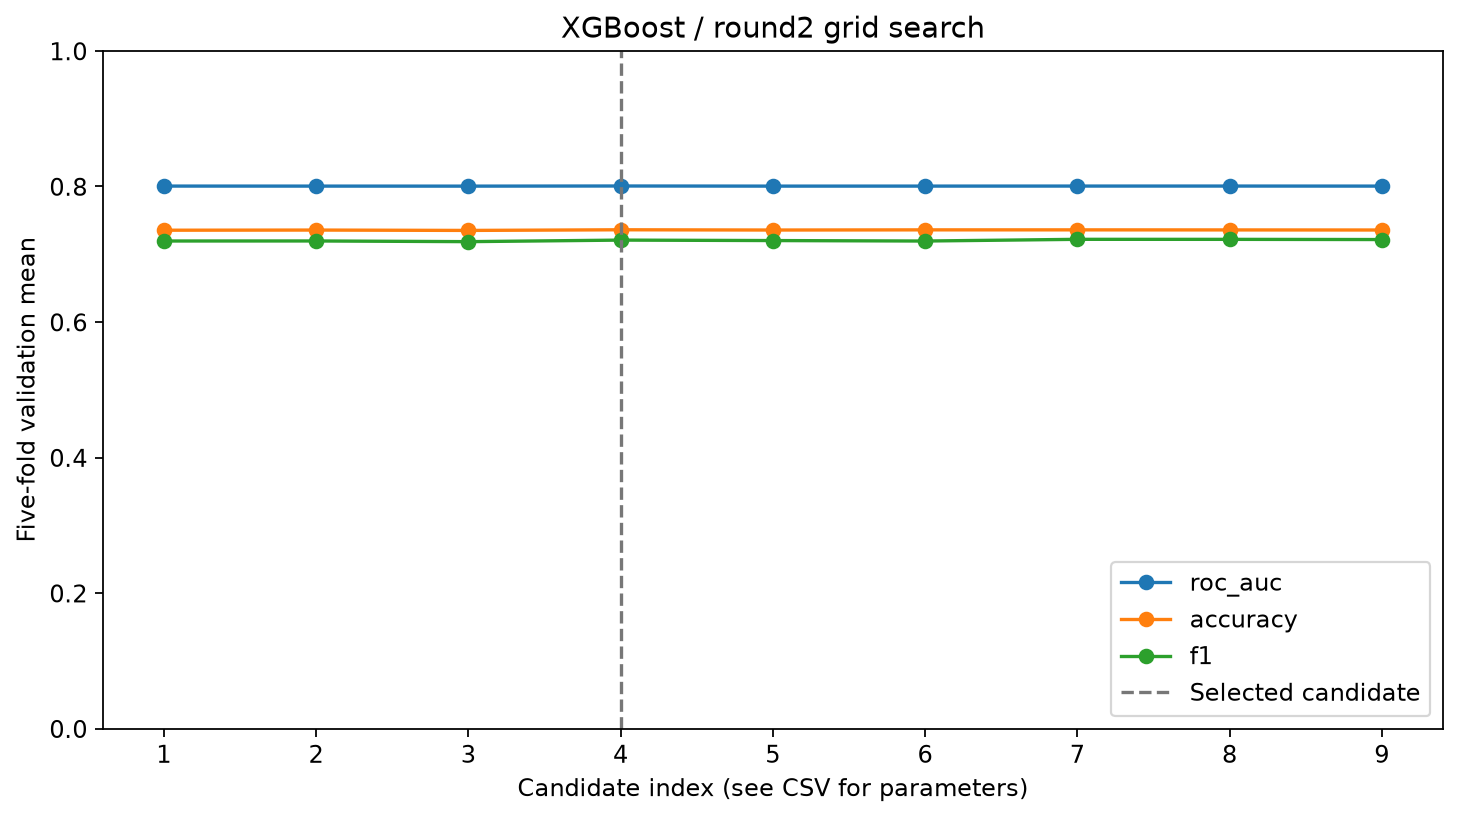 XGBoost / round2 grid search
1.0
0.8
0.6
0.4
0.2
0.0
Five-fold validation mean
roc_auc
accuracy
f1
Selected candidate
1 2 3 4 5 6 7 8 9
Candidate index (see CSV for parameters)